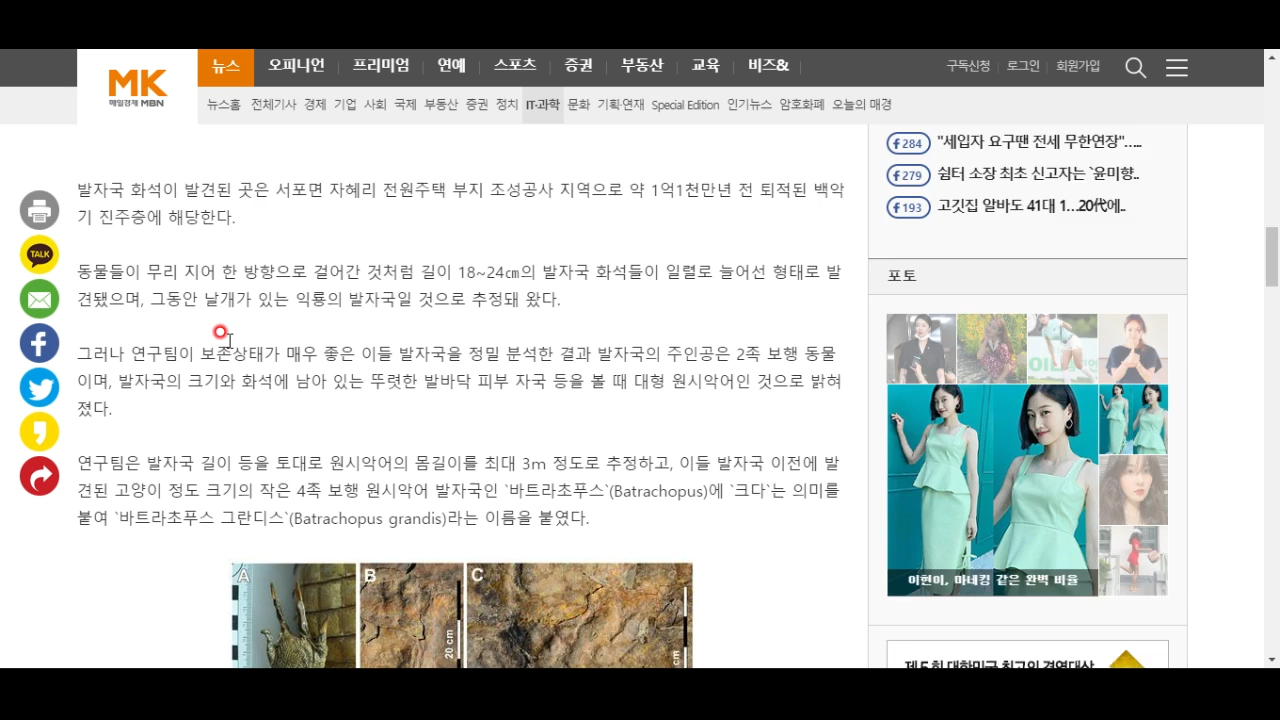 MK
매일경제 MBN
뉴스 오피니언 프리미엄 연예 스포츠 증권 부동산 교육 비즈&
구독신청 로그인 회원가입
뉴스홈 전체기사 경제 기업 사회 국제 부동산 증권 정치 IT·과학 문화 기획·연재 Special Edition 인기뉴스 암호화폐 오늘의 매경
발자국 화석이 발견된 곳은 서포면 자혜리 전원주택 부지 조성공사 지역으로 약 1억1천만년 전 퇴적된 백악
기 진주층에 해당한다.
동물들이 무리 지어 한 방향으로 걸어간 것처럼 길이 18~24㎝의 발자국 화석들이 일렬로 늘어선 형태로 발
견됐으며, 그동안 날개가 있는 익룡의 발자국일 것으로 추정돼 왔다.
그러나 연구팀이 보존상태가 매우 좋은 이들 발자국을 정밀 분석한 결과 발자국의 주인공은 2족 보행 동물
이며, 발자국의 크기와 화석에 남아 있는 뚜렷한 발바닥 피부 자국 등을 볼 때 대형 원시악어인 것으로 밝혀
졌다.
연구팀은 발자국 길이 등을 토대로 원시악어의 몸길이를 최대 3m 정도로 추정하고, 이들 발자국 이전에 발
견된 고양이 정도 크기의 작은 4족 보행 원시악어 발자국인 `바트라초푸스`(Batrachopus)에 `크다`는 의미를
붙여 `바트라초푸스 그란디스`(Batrachopus grandis)라는 이름을 붙였다.
A
B
C
20 cm
cm
TALK
f 284 "세입자 요구땐 전세 무한연장"…..
f 279 쉼터 소장 최초 신고자는 `윤미향..
f 193 고깃집 알바도 41대 1…20代에..
포토
이현이, 마네킹 같은 완벽 비율
제 5회 대한민국 최고의 경영대상